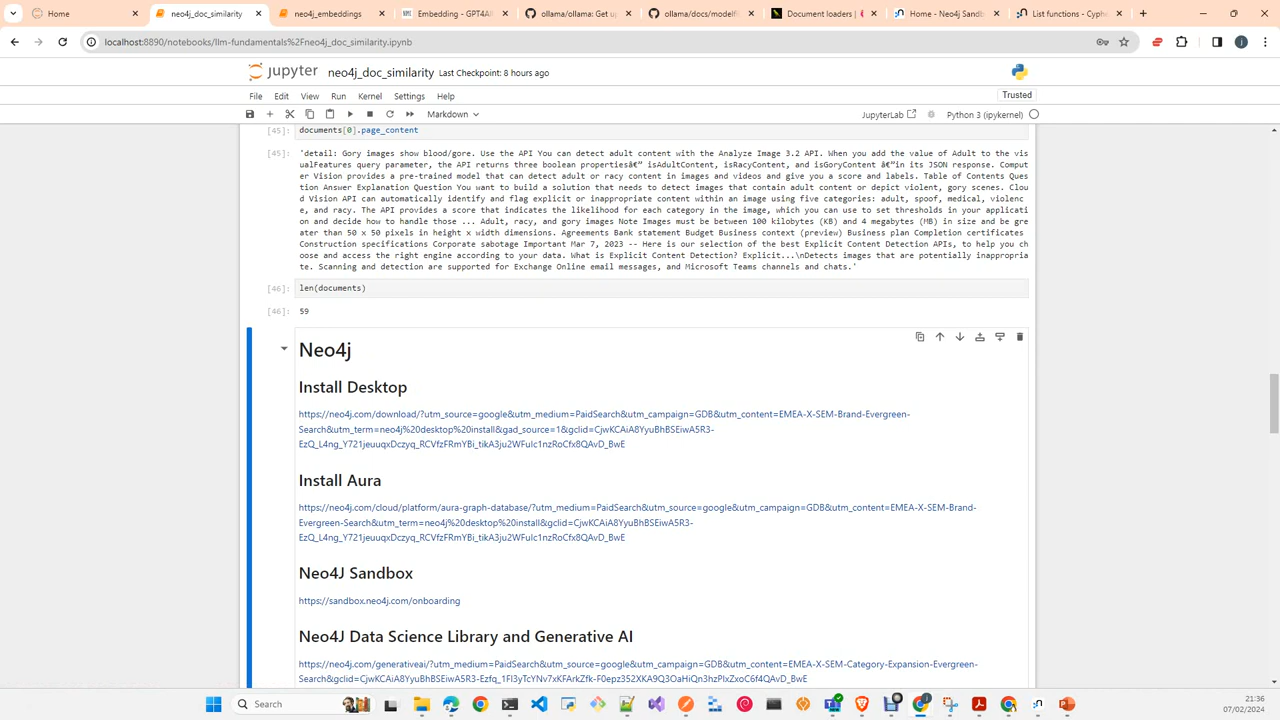 Home
neo4j_doc_similarity
neo4j_embeddings
Embedding - GPT4Al
ollama/ollama: Get up
ollama/docs/modelfi
Document loaders |
Home - Neo4j Sandb
List functions - Cyphe
localhost:8890/notebooks/llm-fundamentals%2Fneo4j_doc_similarity.ipynb
jupyter neo4j_doc_similarity Last Checkpoint: 8 hours ago
File Edit View Run Kernel Settings Help
Trusted
Markdown
JupyterLab
Python 3 (ipykernel)
[45]: documents[0].page_content
[45]: 'detail: Gory images show blood/gore. Use the API You can detect adult content with the Analyze Image 3.2 API. When you add the value of Adult to the vis
ualFeatures query parameter, the API returns three boolean propertiesâ€" isAdultContent, isRacyContent, and isGoryContent â€"in its JSON response. Comput
er Vision provides a pre-trained model that can detect adult or racy content in images and videos and give you a score and labels. Table of Contents Ques
tion Answer Explanation Question You want to build a solution that needs to detect images that contain adult content or depict violent, gory scenes. Clou
d Vision API can automatically identify and flag explicit or inappropriate content within an image using five categories: adult, spoof, medical, violenc
e, and racy. The API provides a score that indicates the likelihood for each category in the image, which you can use to set thresholds in your applicati
on and decide how to handle those ... Adult, racy, and gory images Note Images must be between 100 kilobytes (KB) and 4 megabytes (MB) in size and be gre
ater than 50 x 50 pixels in height x width dimensions. Agreements Bank statement Budget Business context (preview) Business plan Completion certificates
Construction specifications Corporate sabotage Important Mar 7, 2023 -- Here is our selection of the best Explicit Content Detection APIs, to help you ch
oose and access the right engine according to your data. What is Explicit Content Detection? Explicit...\nDetects images that are potentially inappropria
te. Scanning and detection are supported for Exchange Online email messages, and Microsoft Teams channels and chats.'
[46]: len(documents)
[46]: 59
Neo4j
Install Desktop
https://neo4j.com/download/?utm_source=google&utm_medium=PaidSearch&utm_campaign=GDB&utm_content=EMEA-X-SEM-Brand-Evergreen-
Search&utm_term=neo4j%20desktop%20install&gad_source=1&gclid=CjwKCAiA8YyuBhBSEiwA5R3-
EzQ_L4ng_Y721jeuuqxDczyq_RCVfzFRmYBi_tikA3ju2WFuIc1nzRoCfx8QAvD_BwE
Install Aura
https://neo4j.com/cloud/platform/aura-graph-database/?utm_medium=PaidSearch&utm_source=google&utm_campaign=GDB&utm_content=EMEA-X-SEM-Brand-
Evergreen-Search&utm_term=neo4j%20desktop%20install&gclid=CjwKCAiA8YyuBhBSEiwA5R3-
EzQ_L4ng_Y721jeuuqxDczyq_RCVfzFRmYBi_tikA3ju2WFuIc1nzRoCfx8QAvD_BwE
Neo4J Sandbox
https://sandbox.neo4j.com/onboarding
Neo4J Data Science Library and Generative AI
https://neo4j.com/generativeai/?utm_medium=PaidSearch&utm_source=google&utm_campaign=GDB&utm_content=EMEA-X-SEM-Category-Expansion-Evergreen-
Search&gclid=CjwKCAiA8YyuBhBSEiwA5R3-Ezfq_1FI3yTcYNv7xKFArkZfk-F0epz352XKA9Q3OaHiQn3hzPlxZxoC6f4QAvD_BwE
Search
21:36
07/02/2024